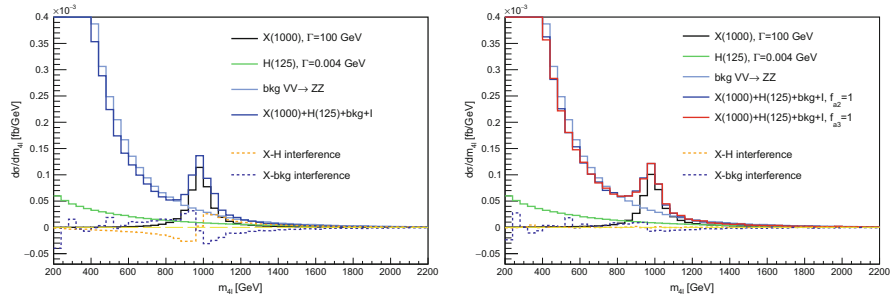 ×10⁻³
dσ/dm₄ₗ [fb/GeV]
0.4
0.35
0.3
0.25
0.2
0.15
0.1
0.05
0
−0.05
X(1000), Γ=100 GeV
H(125), Γ=0.004 GeV
bkg VV→ ZZ
X(1000)+H(125)+bkg+I
X-H interference
X-bkg interference
200 400 600 800 1000 1200 1400 1600 1800 2000 2200
m₄ₗ [GeV]
×10⁻³
dσ/dm₄ₗ [fb/GeV]
0.4
0.35
0.3
0.25
0.2
0.15
0.1
0.05
0
−0.05
X(1000), Γ=100 GeV
H(125), Γ=0.004 GeV
bkg VV→ ZZ
X(1000)+H(125)+bkg+I, fₐ₂=1
X(1000)+H(125)+bkg+I, fₐ₃=1
X-H interference
X-bkg interference
200 400 600 800 1000 1200 1400 1600 1800 2000 2200
m₄ₗ [GeV]